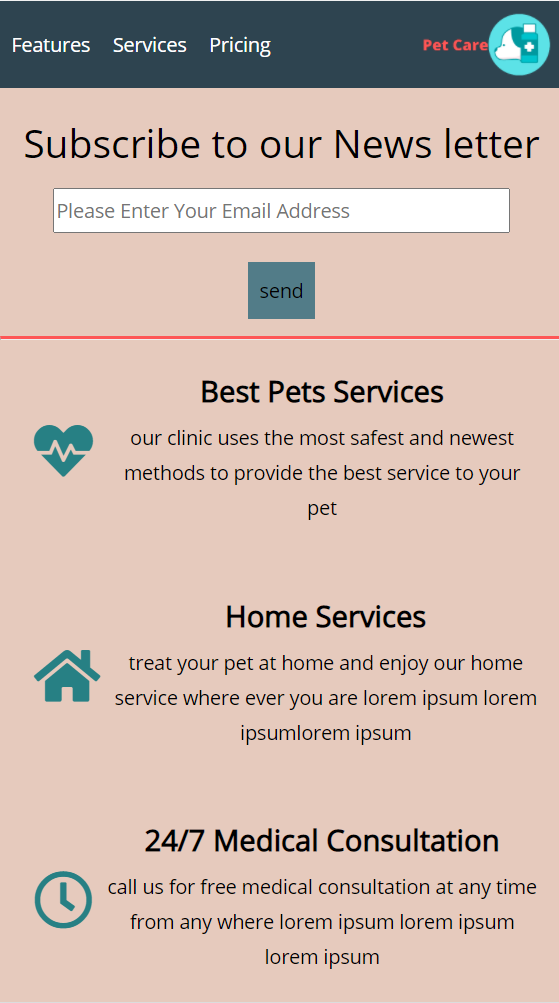 Features Services Pricing Pet Care
Subscribe to our News letter
Please Enter Your Email Address
send
Best Pets Services
our clinic uses the most safest and newest
methods to provide the best service to your
pet
Home Services
treat your pet at home and enjoy our home
service where ever you are lorem ipsum lorem
ipsumlorem ipsum
24/7 Medical Consultation
call us for free medical consultation at any time
from any where lorem ipsum lorem ipsum
lorem ipsum